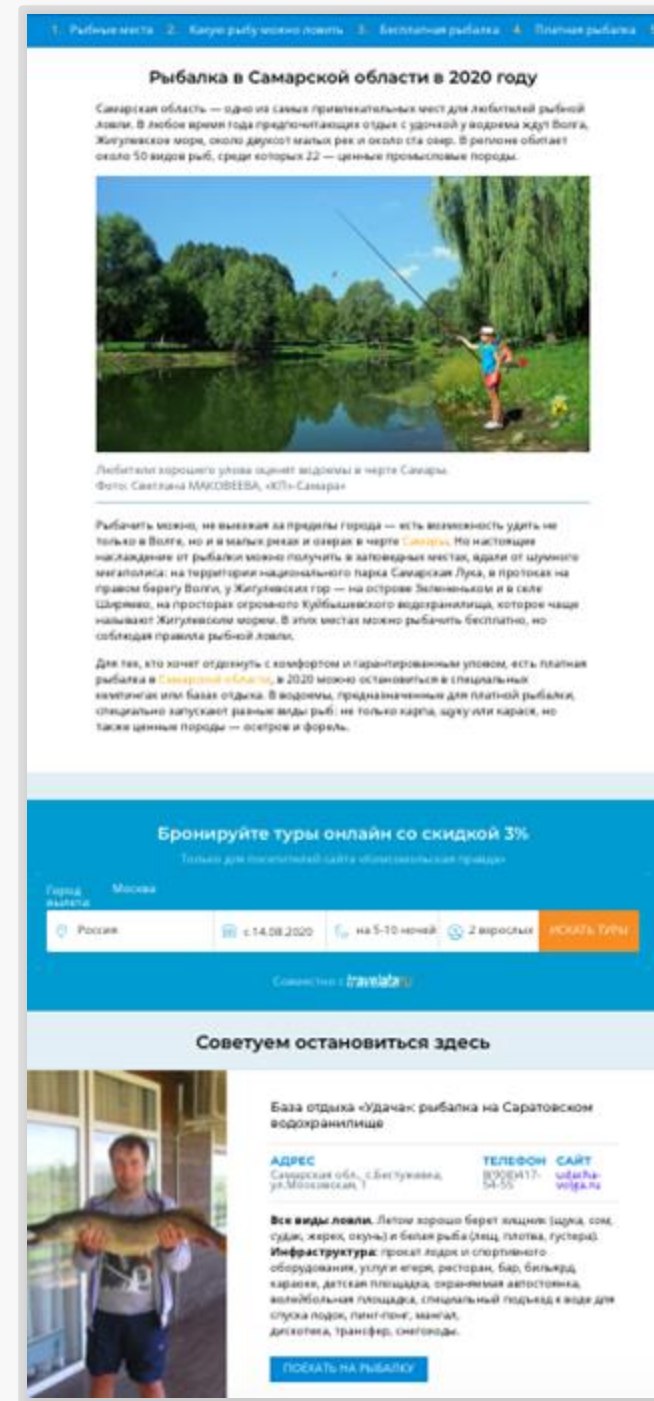 1. Рыбные места 2. Какую рыбу можно ловить 3. Бесплатная рыбалка 4. Платная рыбалка 5
Рыбалка в Самарской области в 2020 году
Самарская область — одно из самых привлекательных мест для любителей рыбной
ловли. В любое время года предпочитающих отдых с удочкой у водоема ждут Волга,
Жигулевское море, около двухсот малых рек и около ста озер. В регионе обитает
около 50 видов рыб, среди которых 22 — ценные промысловые породы.
Любители хорошего улова оценят водоемы в черте Самары.
Фото: Светлана МАКОВЕЕВА, «КП»-Самара»
Рыбачить можно, не выезжая за пределы города — есть возможность удить не
только в Волге, но и в малых реках и озерах в черте Самары. Но настоящее
наслаждение от рыбалки можно получить в заповедных местах, вдали от шумного
мегаполиса: на территории национального парка Самарская Лука, в протоках на
правом берегу Волги, у Жигулевских гор — на острове Зелененьком и в селе
Ширяево, на просторах огромного Куйбышевского водохранилища, которое чаще
называют Жигулевским морем. В этих местах можно рыбачить бесплатно, но
соблюдая правила рыбной ловли.
Для тех, кто хочет отдохнуть с комфортом и гарантированным уловом, есть платная
рыбалка в Самарской области, в 2020 можно остановиться в специальных
кемпингах или базах отдыха. В водоемы, предназначенные для платной рыбалки,
специально запускают разные виды рыб: не только карпа, щуку или карася, но
также ценные породы — осетров и форель.
Бронируйте туры онлайн со скидкой 3%
Только для посетителей сайта «Комсомольская правда»
Город вылета Москва
Россия с 14.08.2020 на 5-10 ночей 2 взрослых ИСКАТЬ ТУРЫ
Совместно с travelata.ru
Советуем остановиться здесь
База отдыха «Удача»: рыбалка на Саратовском
водохранилище
АДРЕС ТЕЛЕФОН САЙТ
Самарская обл., с.Бестужевка, 8(908)417- udacha-
ул.Московская, 1 54-55 volga.ru
Все виды ловли. Летом хорошо берет хищник (щука, сом,
судак, жерех, окунь) и белая рыба (лещ, плотва, густера).
Инфраструктура: прокат лодок и спортивного
оборудования, услуги егеря, ресторан, бар, бильярд,
караоке, детская площадка, охраняемая автостоянка,
волейбольная площадка, специальный подъезд к воде для
спуска лодок, пинг-понг, мангал,
дискотека, трансфер, снегоходы.
ПОЕХАТЬ НА РЫБАЛКУ